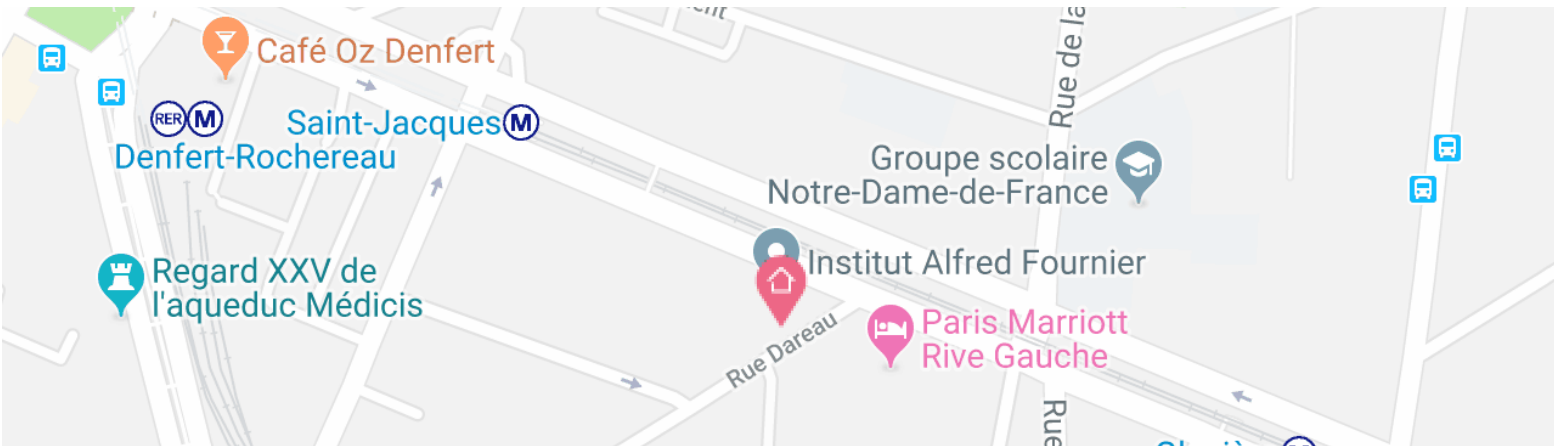 Café Oz Denfert
RER M
Saint-Jacques M
Denfert-Rochereau
Rue de la
Groupe scolaire
Notre-Dame-de-France
Institut Alfred Fournier
Regard XXV de
l'aqueduc Médicis
Rue Dareau
Paris Marriott
Rive Gauche
Rue